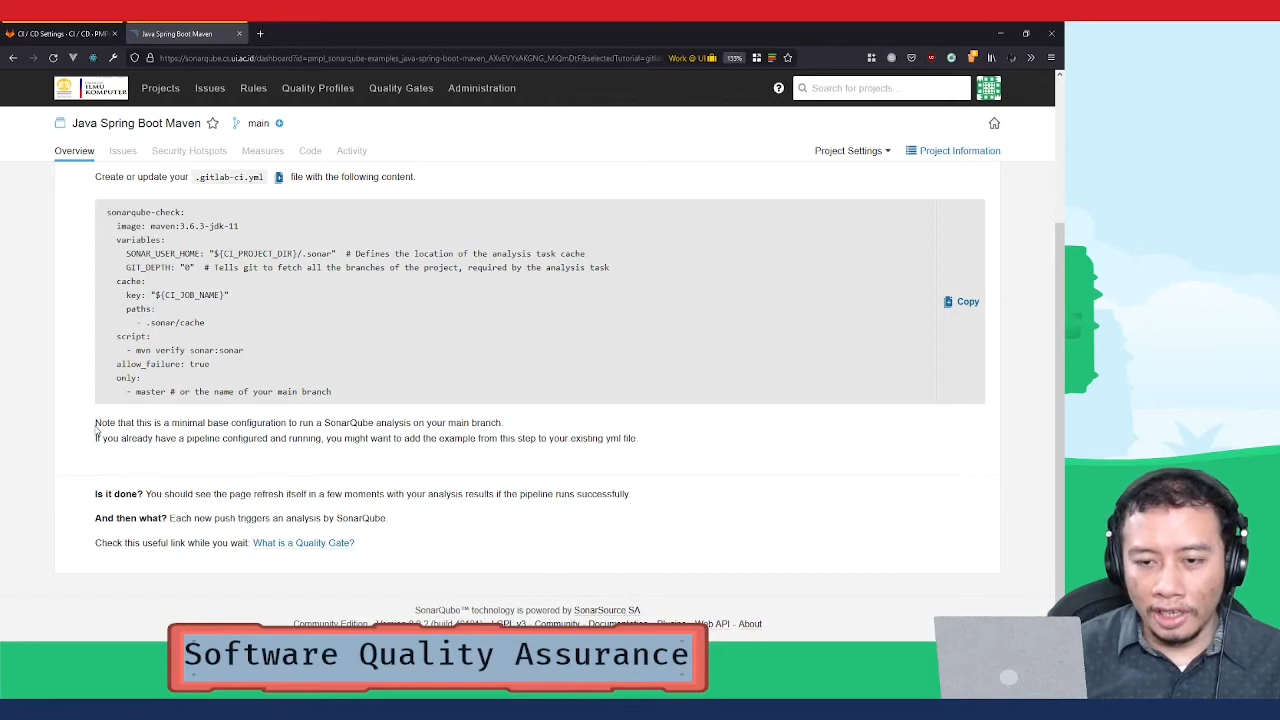 CI / CD Settings · CI / CD · PMPL
Java Spring Boot Maven
Work @ UI
133%
ILMU
KOMPUTER
Projects
Issues
Rules
Quality Profiles
Quality Gates
Administration
Search for projects...
Java Spring Boot Maven
main
Overview
Issues
Security Hotspots
Measures
Code
Activity
Project Settings
Project Information
Create or update your .gitlab-ci.yml file with the following content.
sonarqube-check:
image: maven:3.6.3-jdk-11
variables:
SONAR_USER_HOME: "${CI_PROJECT_DIR}/.sonar" # Defines the location of the analysis task cache
GIT_DEPTH: "0" # Tells git to fetch all the branches of the project, required by the analysis task
cache:
key: "${CI_JOB_NAME}"
paths:
- .sonar/cache
script:
- mvn verify sonar:sonar
allow_failure: true
only:
- master # or the name of your main branch
Copy
Note that this is a minimal base configuration to run a SonarQube analysis on your main branch.
If you already have a pipeline configured and running, you might want to add the example from this step to your existing yml file.
Is it done? You should see the page refresh itself in a few moments with your analysis results if the pipeline runs successfully.
And then what? Each new push triggers an analysis by SonarQube.
Check this useful link while you wait: What is a Quality Gate?
SonarQube™ technology is powered by SonarSource SA
Community Edition
LGPL v3 · Community · Documentation · Plugins · Web API · About
Software Quality Assurance